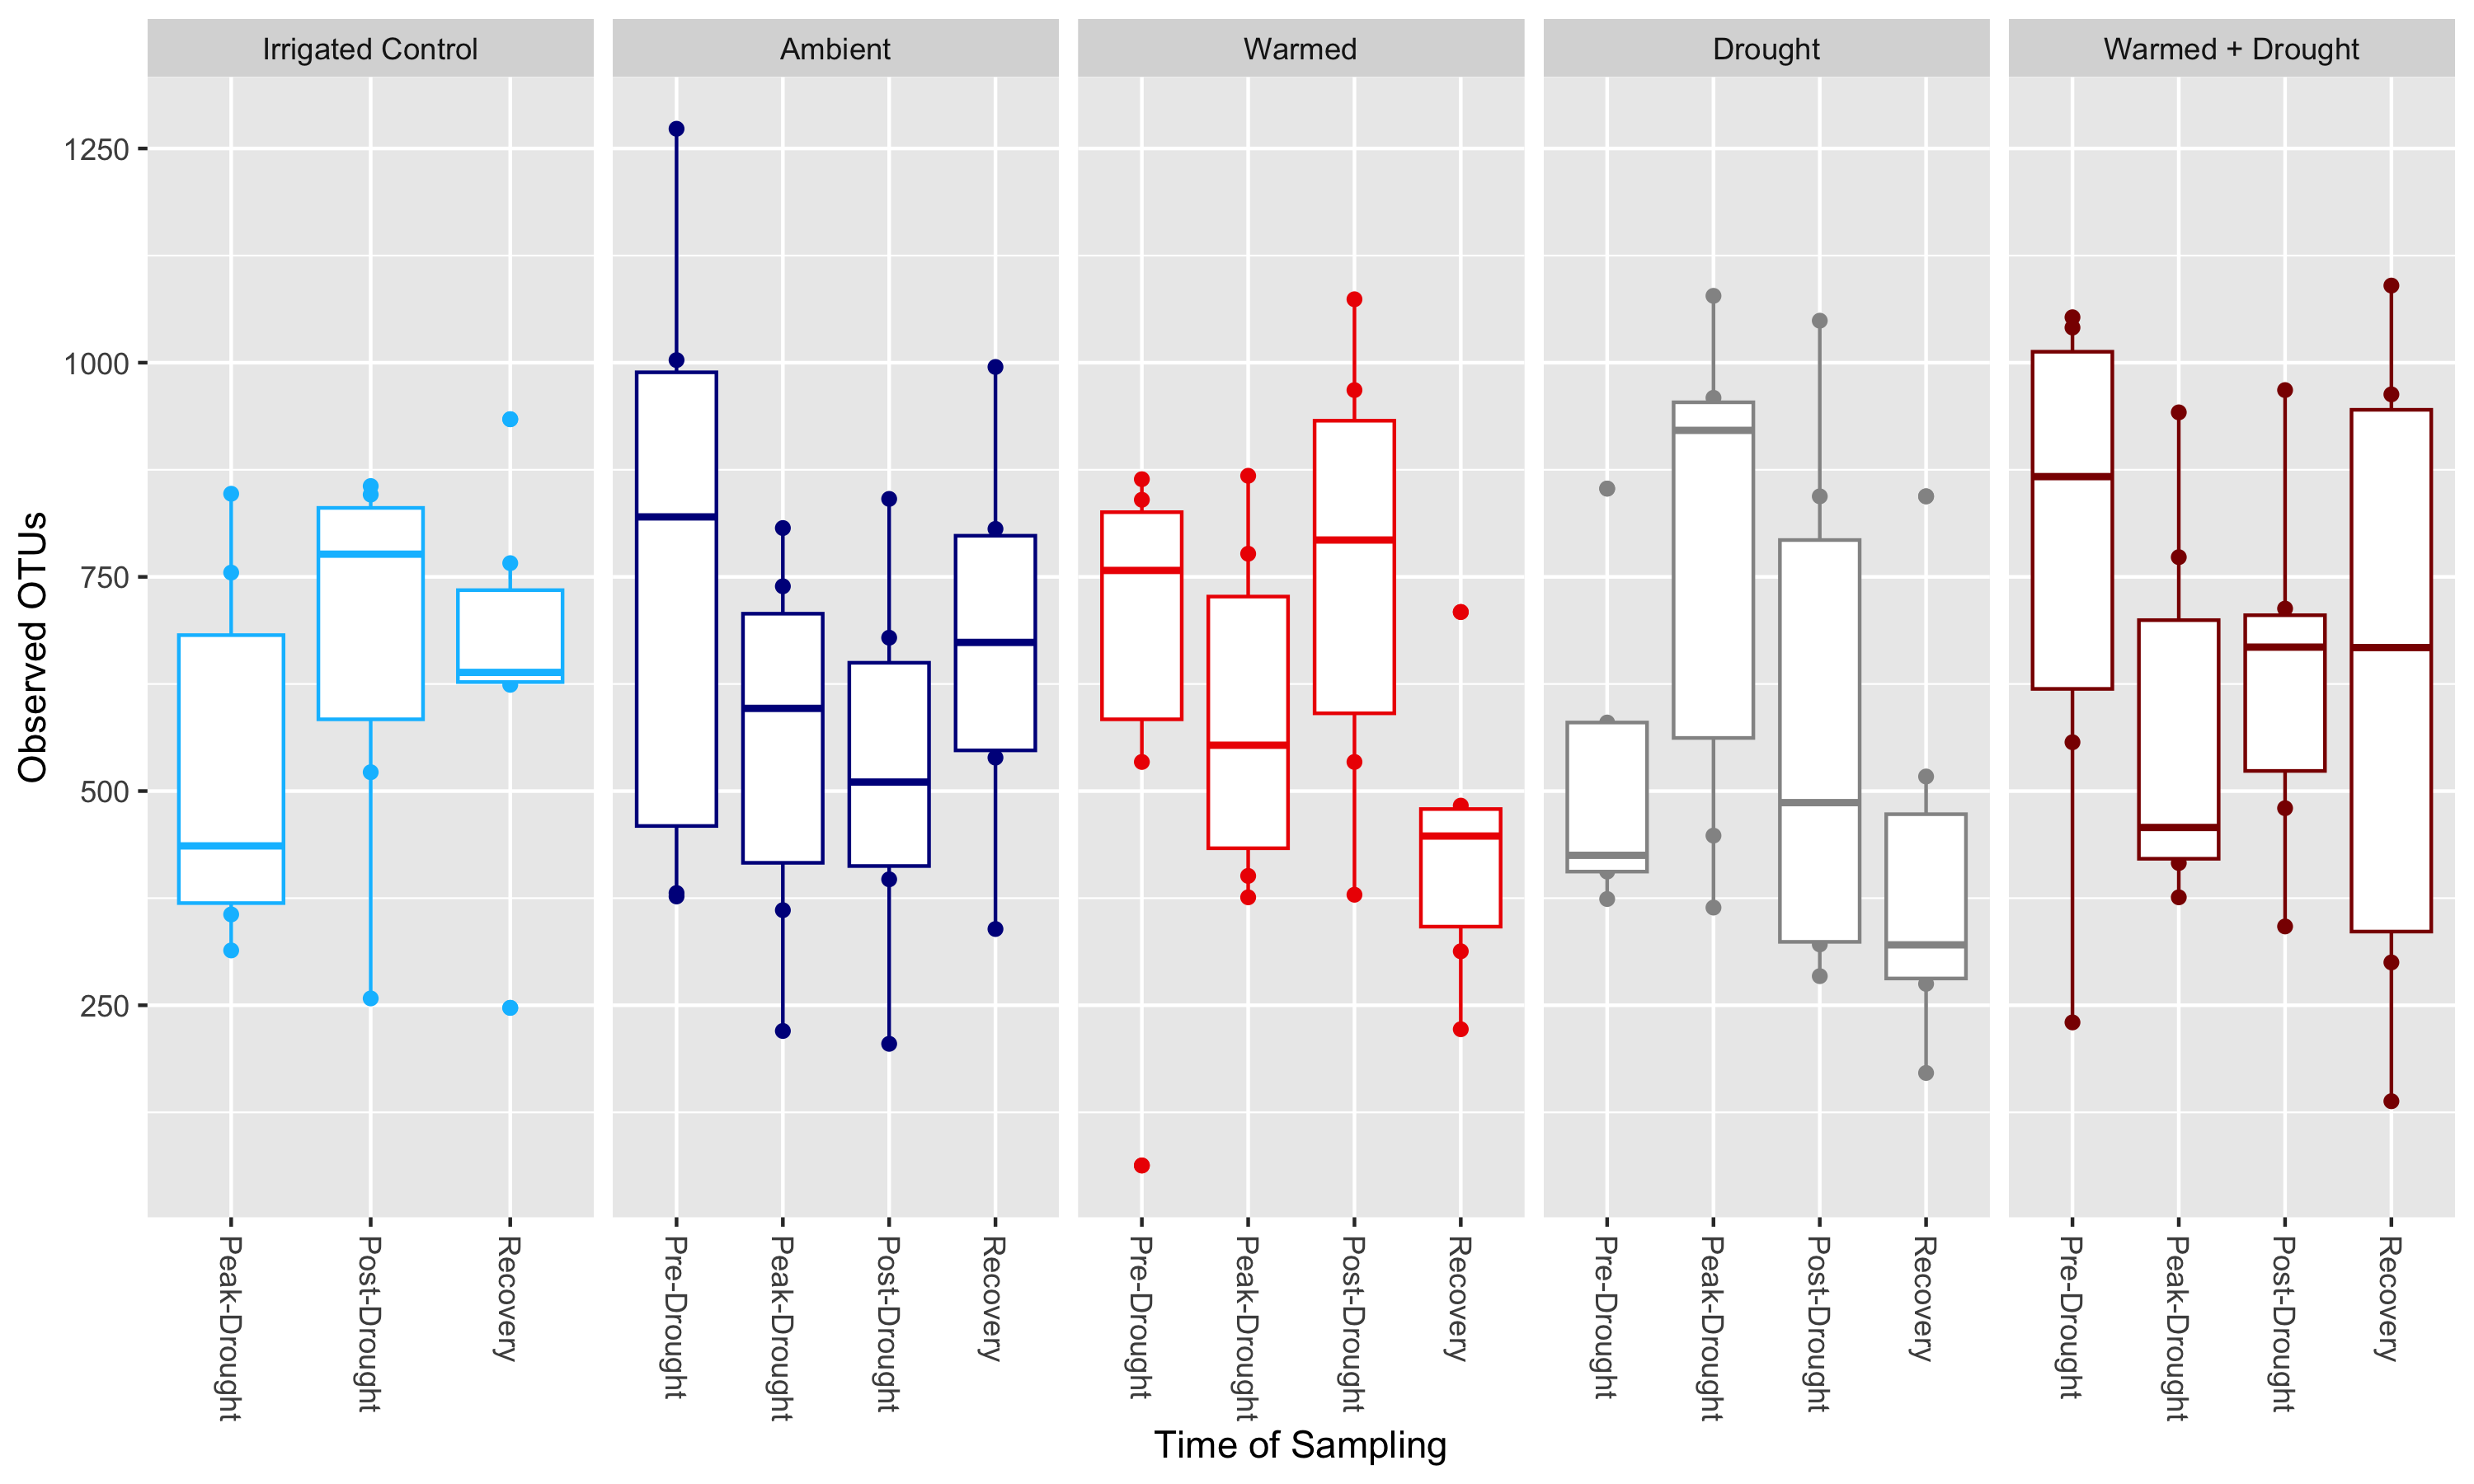 Irrigated Control
Ambient
Warmed
Drought
Warmed + Drought
Observed OTUs
1250
1000
750
500
250
Peak-Drought
Post-Drought
Recovery
Pre-Drought
Peak-Drought
Post-Drought
Recovery
Pre-Drought
Peak-Drought
Post-Drought
Recovery
Pre-Drought
Peak-Drought
Post-Drought
Recovery
Pre-Drought
Peak-Drought
Post-Drought
Recovery
Time of Sampling